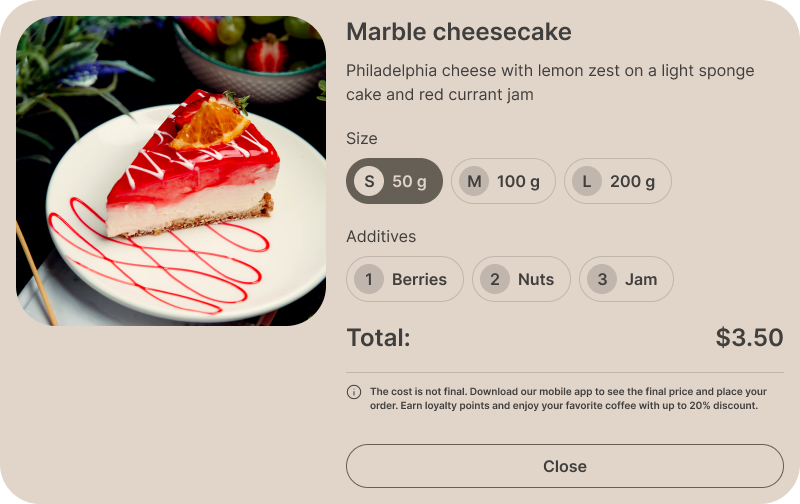 Marble cheesecake
Philadelphia cheese with lemon zest on a light sponge
cake and red currant jam
Size
S 50 g M 100 g L 200 g
Additives
1 Berries 2 Nuts 3 Jam
Total: $3.50
The cost is not final. Download our mobile app to see the final price and place your
order. Earn loyalty points and enjoy your favorite coffee with up to 20% discount.
Close